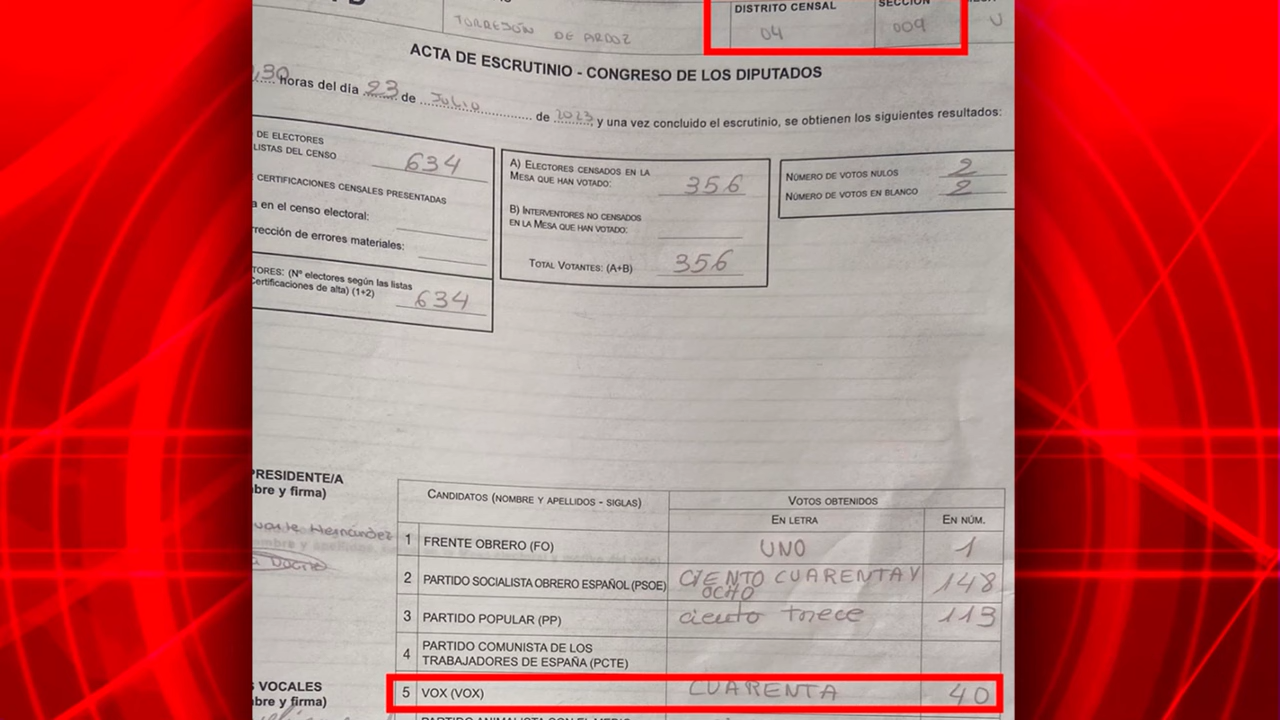 TORREJÓN DE ARDOZ
DISTRITO CENSAL
04
SECCIÓN
009
U
ACTA DE ESCRUTINIO - CONGRESO DE LOS DIPUTADOS
,30 horas del día 23 de Julio de 2023, y una vez concluido el escrutinio, se obtienen los siguientes resultados:
DE ELECTORES
LISTAS DEL CENSO 634
CERTIFICACIONES CENSALES PRESENTADAS
a en el censo electoral:
rrección de errores materiales:
TORES: (Nº electores según las listas
Certificaciones de alta) (1+2) 634
A) ELECTORES CENSADOS EN LA
MESA QUE HAN VOTADO: 356
B) INTERVENTORES NO CENSADOS
EN LA MESA QUE HAN VOTADO:
TOTAL VOTANTES: (A+B) 356
NÚMERO DE VOTOS NULOS 2
NÚMERO DE VOTOS EN BLANCO 2
PRESIDENTE/A
bre y firma)
Hernández
CANDIDATOS (NOMBRE Y APELLIDOS - SIGLAS)
VOTOS OBTENIDOS
EN LETRA EN NÚM.
1 FRENTE OBRERO (FO) UNO 1
2 PARTIDO SOCIALISTA OBRERO ESPAÑOL (PSOE) CIENTO CUARENTA Y OCHO 148
3 PARTIDO POPULAR (PP) ciento trece 113
4 PARTIDO COMUNISTA DE LOS
TRABAJADORES DE ESPAÑA (PCTE)
5 VOX (VOX) CUARENTA 40
S VOCALES
bre y firma)